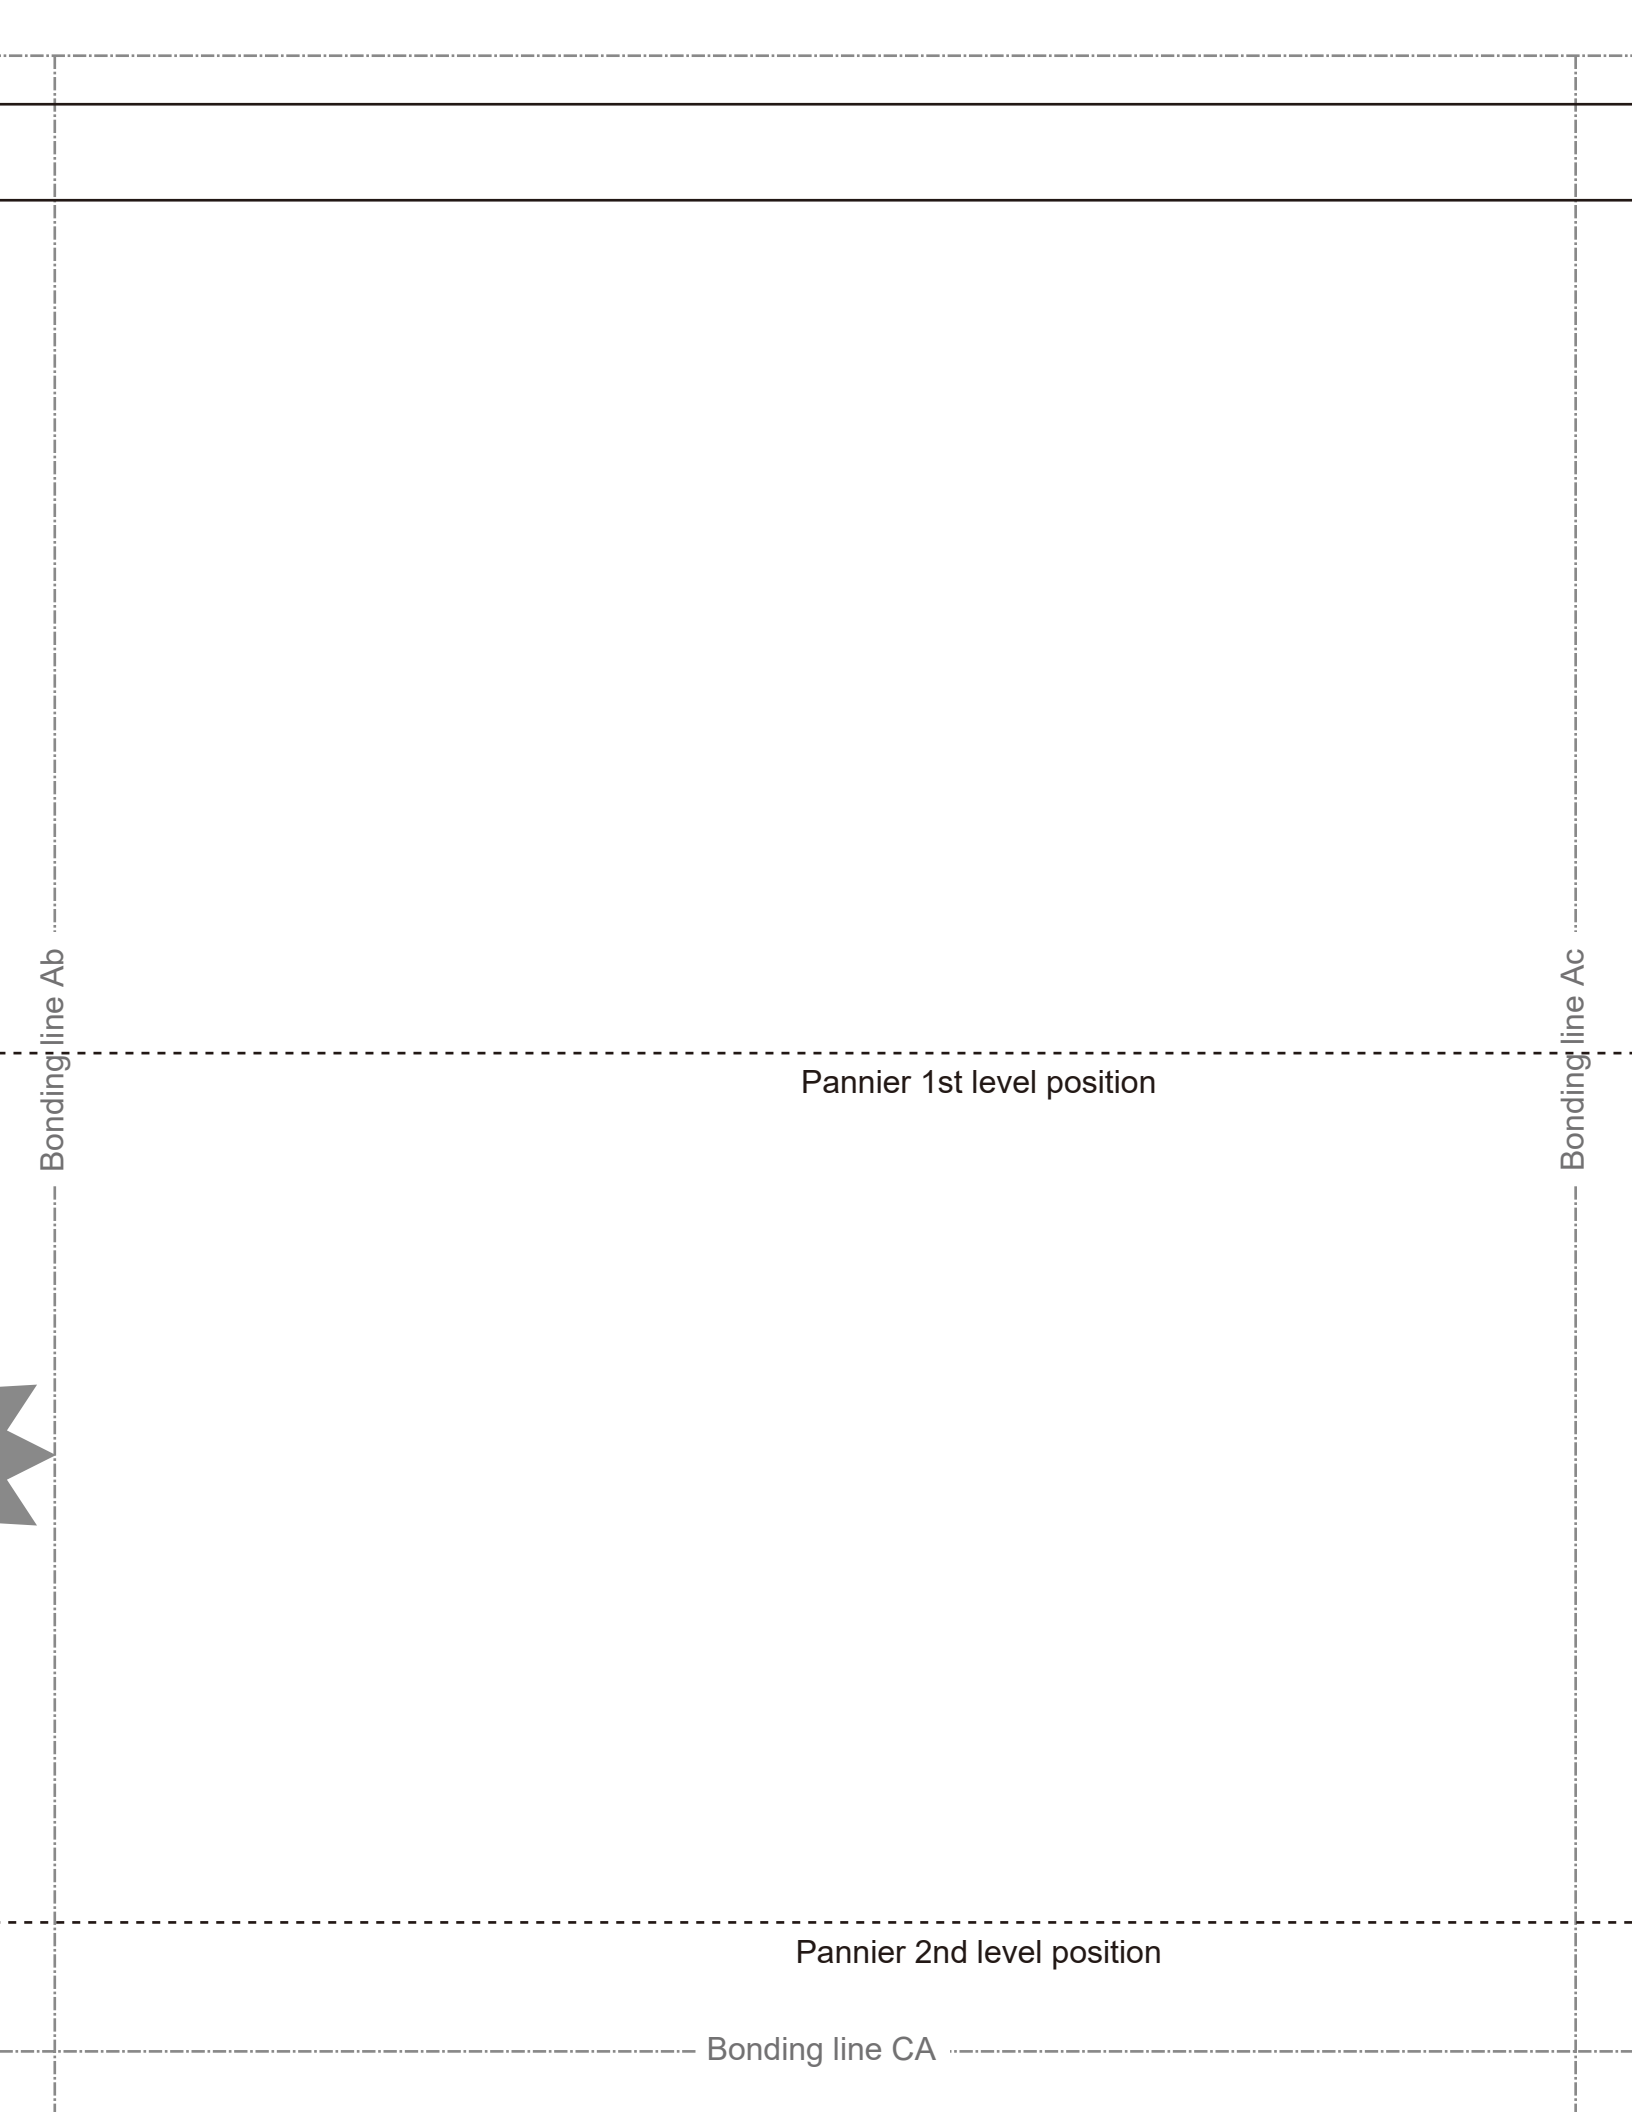 Bonding line Ab
Bonding line Ac
Pannier 1st level position
Pannier 2nd level position
Bonding line CA